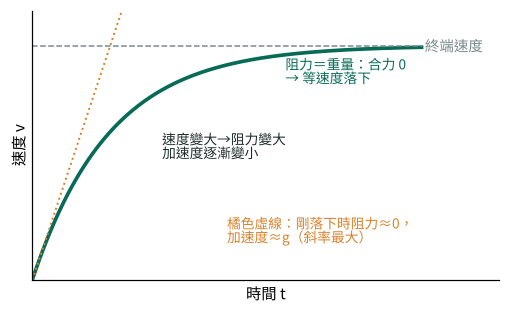 終端速度
阻力＝重量：合力 0
→ 等速度落下
速度變大→阻力變大
加速度逐漸變小
橘色虛線：剛落下時阻力≈0，
加速度≈g（斜率最大）
速度 v
時間 t